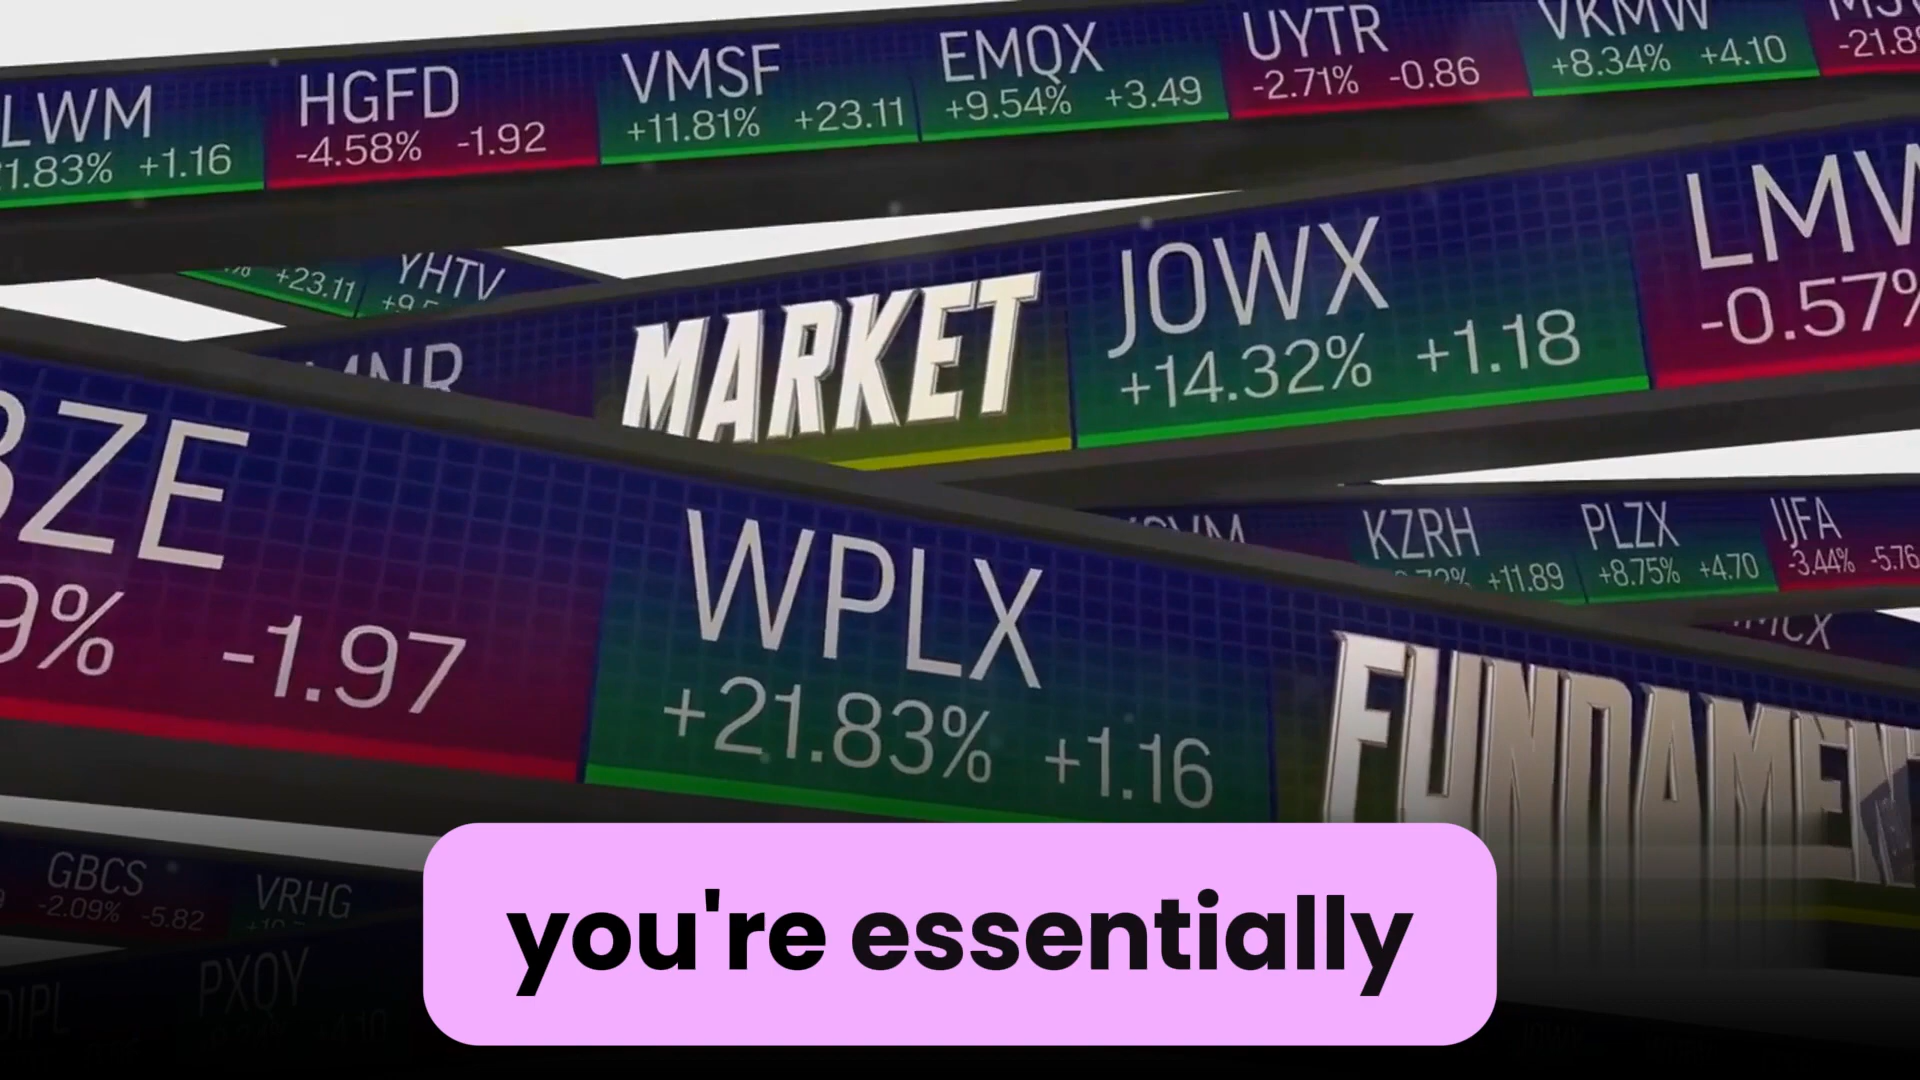 LWM
HGFD
-4.58% -1.92
VMSF
+11.81% +23.11
EMQX
+9.54% +3.49
UYTR
-2.71% -0.86
VKMW
+8.34% +4.10
1.83% +1.16
+23.11
YHTV
MARKET
JOWX
+14.32% +1.18
LMV
-0.57%
BZE
9% -1.97
WPLX
+21.83% +1.16
KZRH
+11.89
PLZX
+8.75% +4.70
IJFA
-3.44% -5.76
FUNDAMENT
GBCS
-2.09% -5.82
VRHG
PXQY
DIPL
you're essentially